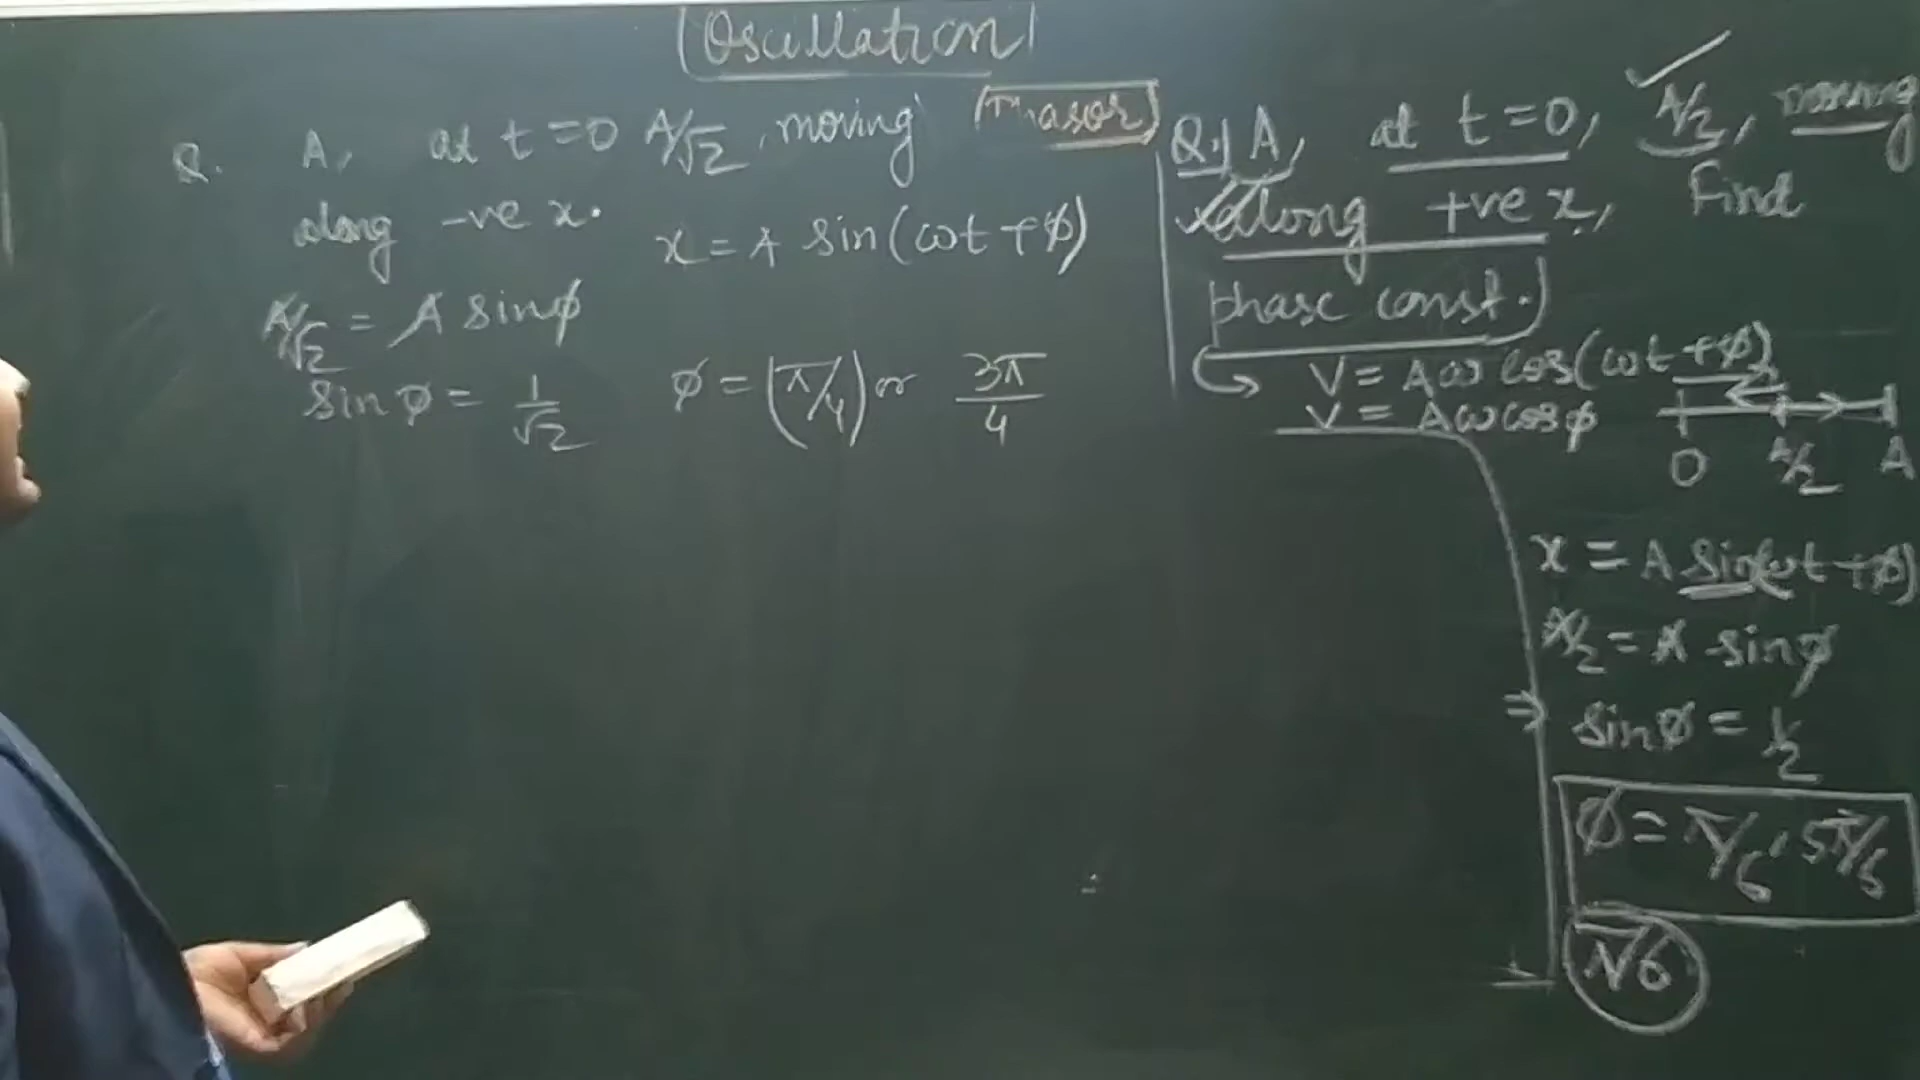 Oscillation
Phasor
Q. A, at t=0 A/√2, moving
along -ve x.
x = A sin(ωt+ϕ)
A/√2 = A sinϕ
sin ϕ = 1/√2
ϕ = (π/4) or 3π/4
Q.1 A, at t=0, A/2, moving
along +ve x, Find
phase const.
V = Aω cos(ωt+ϕ)
V = Aω cosϕ
O A/2 A
x = A sin(ωt+ϕ)
A/2 = A sinϕ
⇒ sinϕ = 1/2
ϕ = π/6, 5π/6
π/6